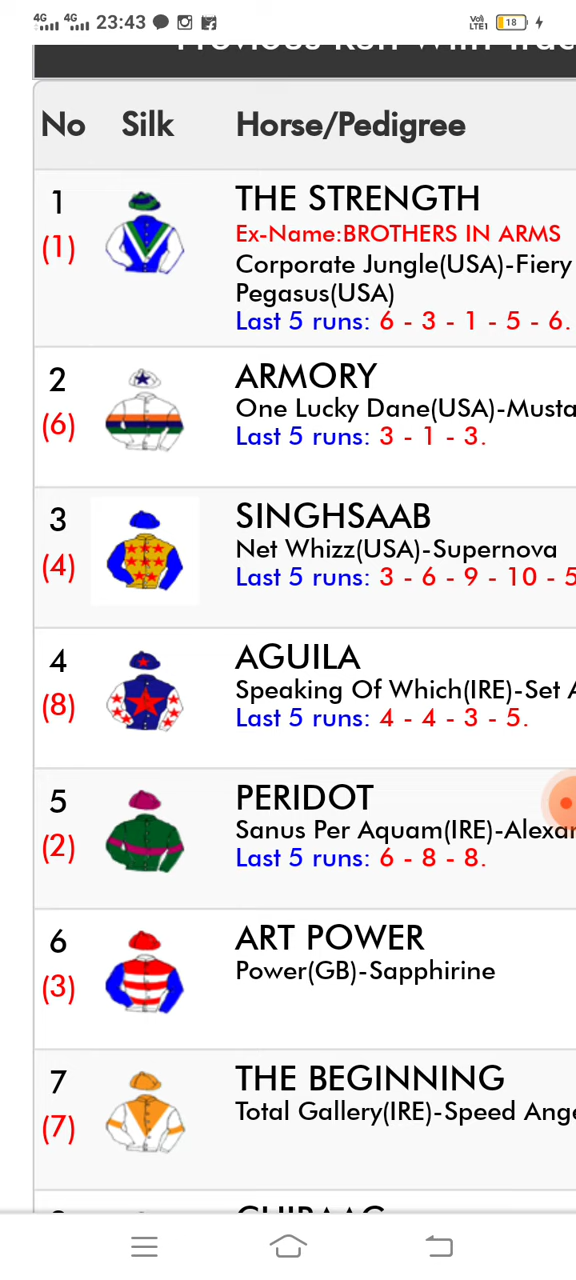 4G 4G 23:43 Vo) LTE1 18
No Silk Horse/Pedigree
1 THE STRENGTH
(1) Ex-Name:BROTHERS IN ARMS
Corporate Jungle(USA)-Fiery
Pegasus(USA)
Last 5 runs: 6 - 3 - 1 - 5 - 6.
2 ARMORY
(6) One Lucky Dane(USA)-Musta
Last 5 runs: 3 - 1 - 3.
3 SINGHSAAB
(4) Net Whizz(USA)-Supernova
Last 5 runs: 3 - 6 - 9 - 10 - 5
4 AGUILA
(8) Speaking Of Which(IRE)-Set
Last 5 runs: 4 - 4 - 3 - 5.
5 PERIDOT
(2) Sanus Per Aquam(IRE)-Alexan
Last 5 runs: 6 - 8 - 8.
6 ART POWER
(3) Power(GB)-Sapphirine
7 THE BEGINNING
(7) Total Gallery(IRE)-Speed Ange